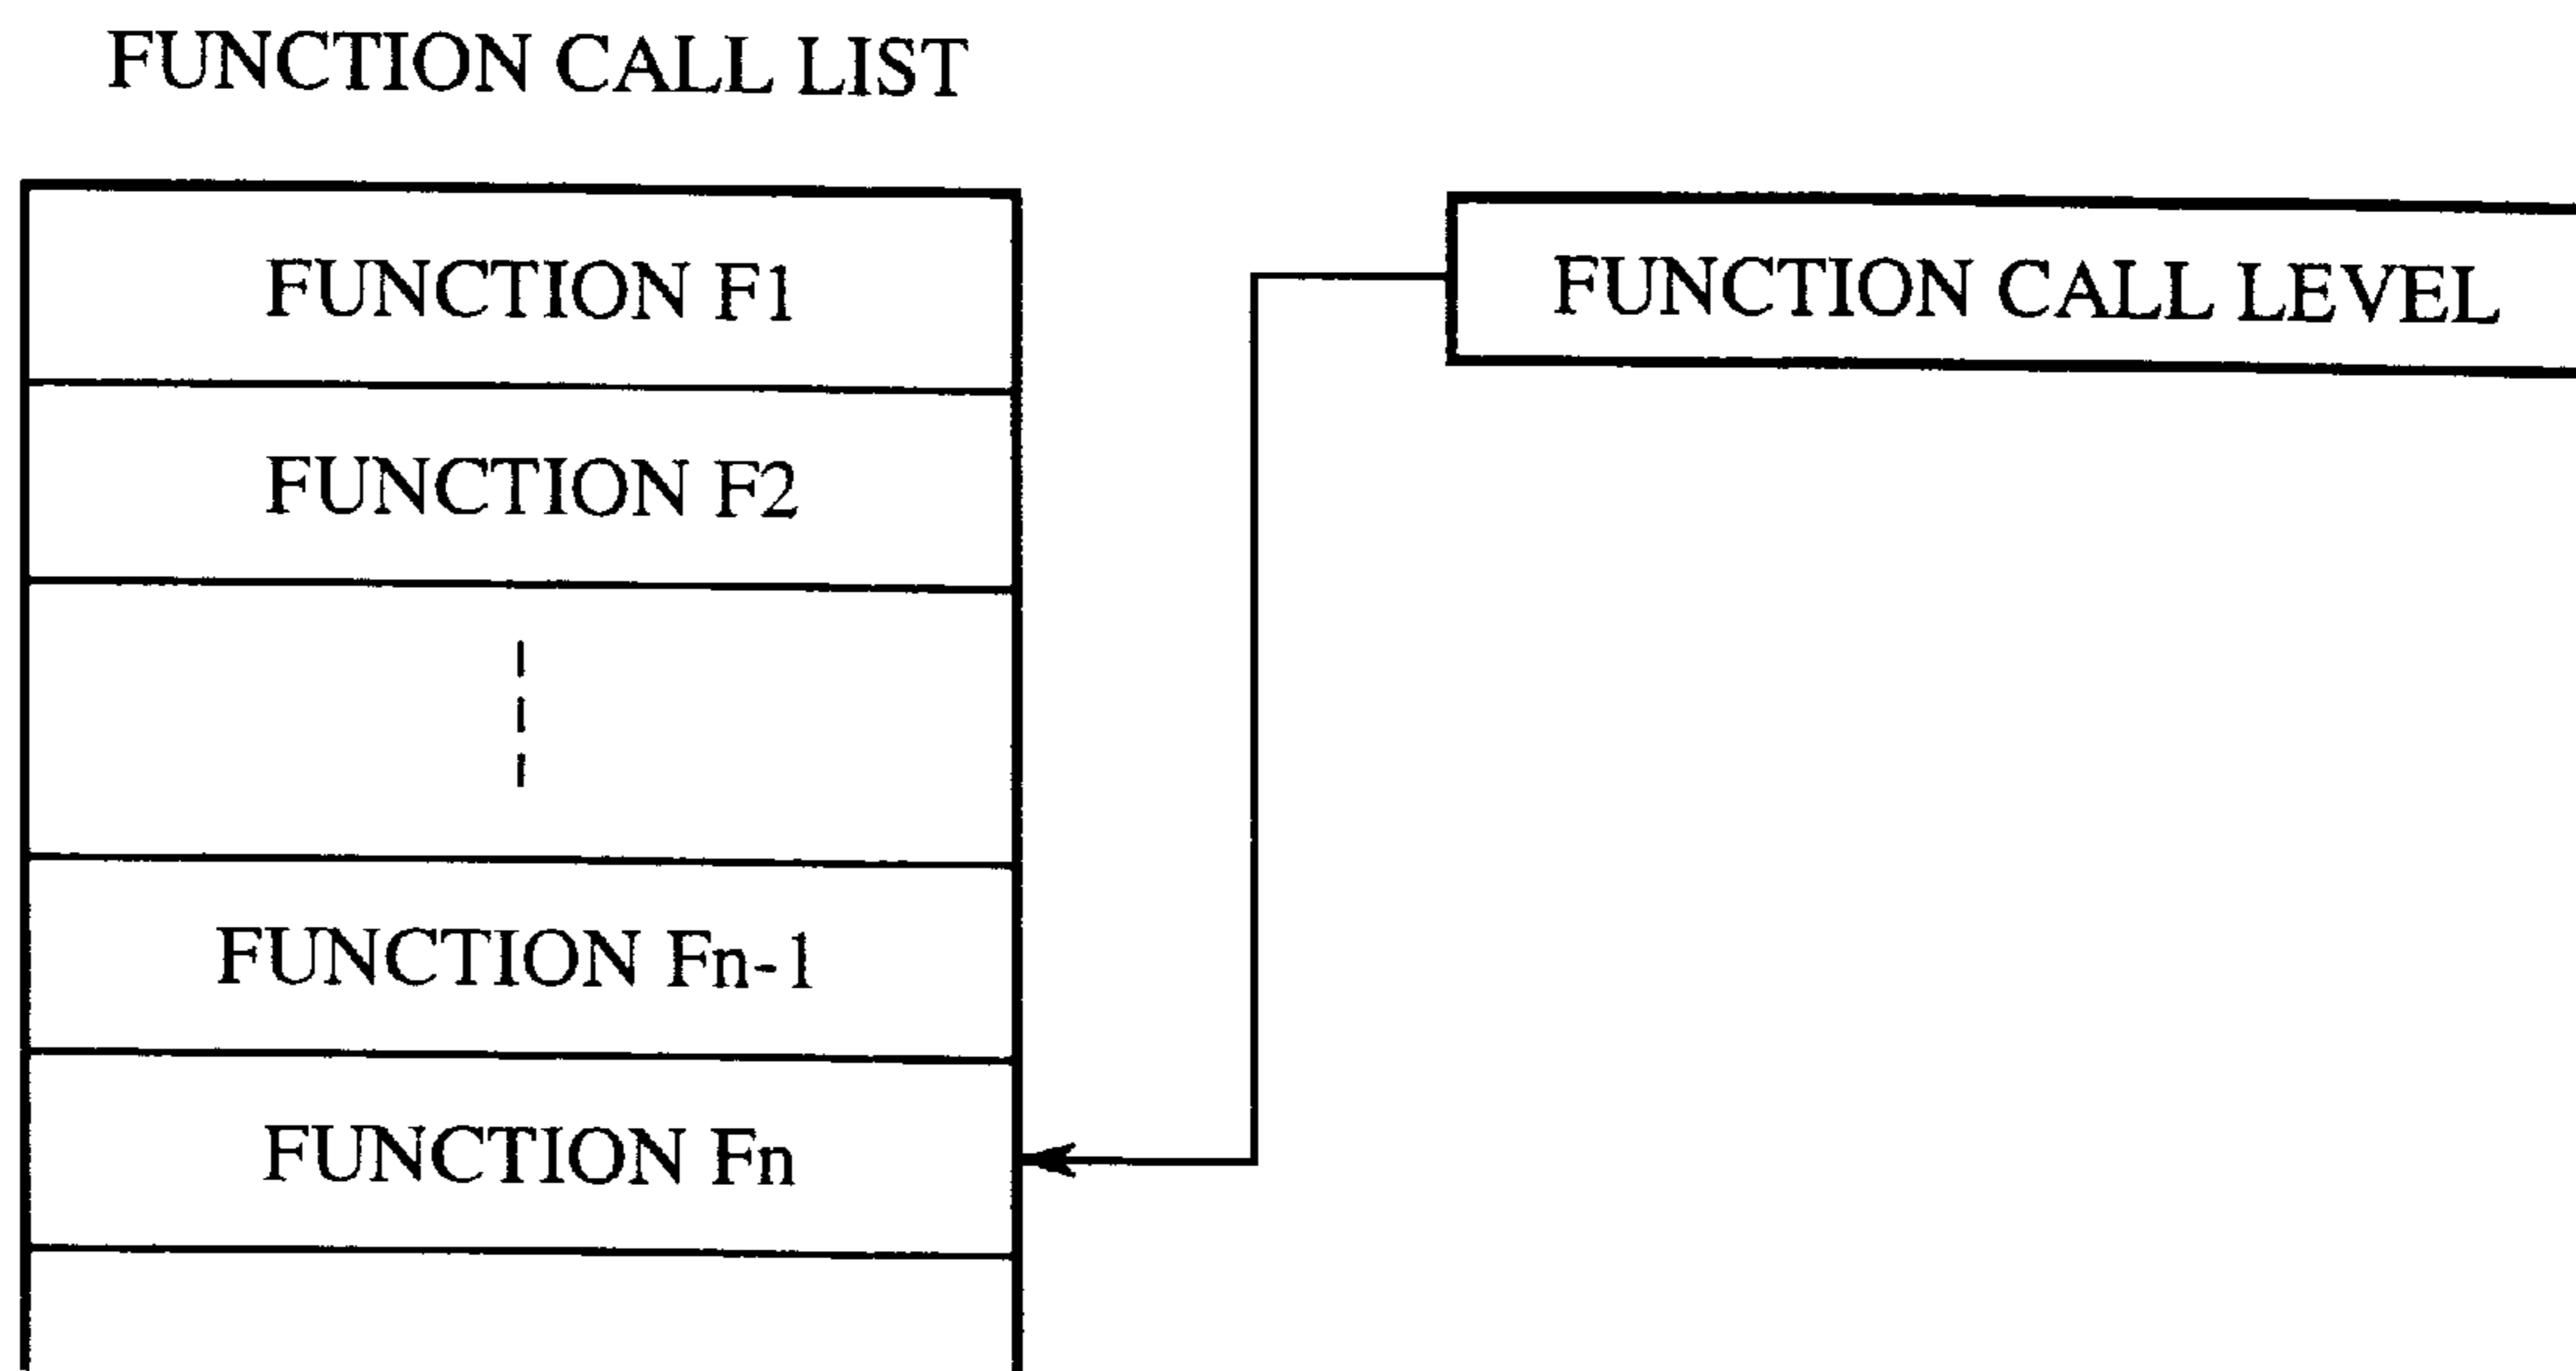 FUNCTION CALL LIST
FUNCTION F1
FUNCTION CALL LEVEL
FUNCTION F2
FUNCTION Fn-1
FUNCTION Fn